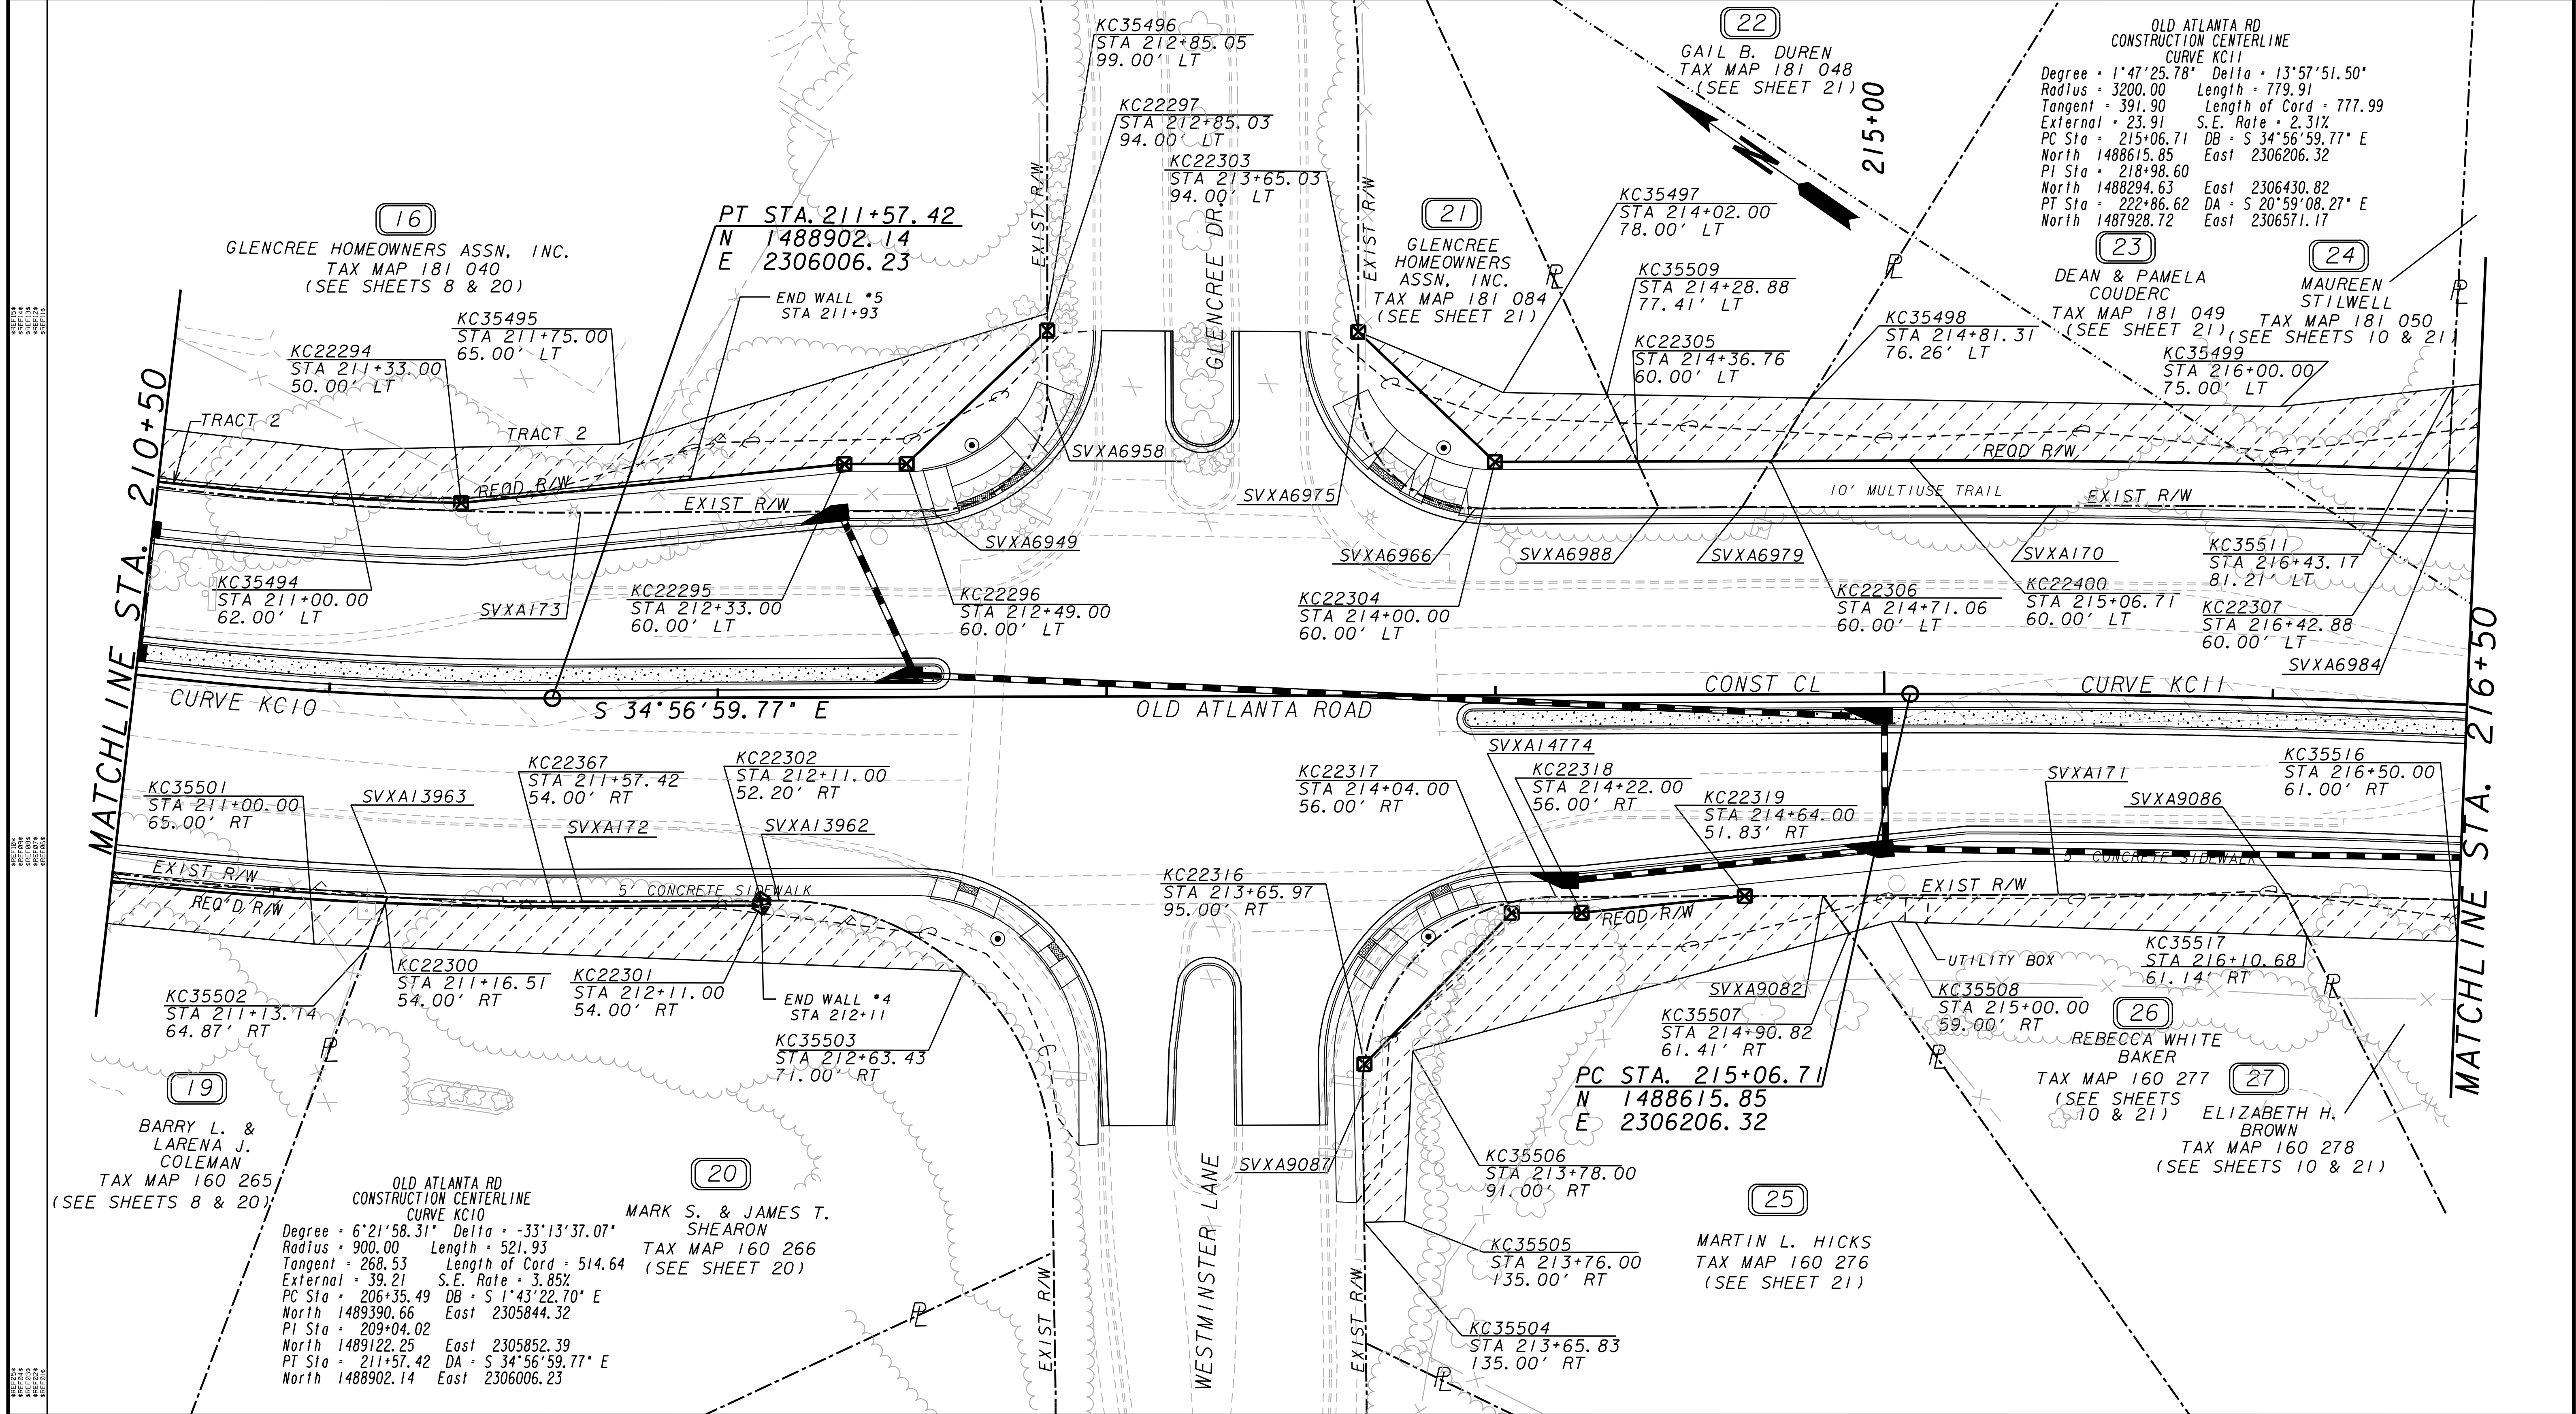 KC35496
STA 212+85.05
99.00' LT
KC22297
STA 212+85.03
94.00' LT
KC22303
STA 213+65.03
94.00' LT
GLENCREE DR.
EXIST R/W
EXIST R/W
22
GAIL B. DUREN
TAX MAP 181 048
(SEE SHEET 21)
215+00
N
OLD ATLANTA RD
CONSTRUCTION CENTERLINE
CURVE KC11
Degree = 1°47'25.78" Delta = 13°57'51.50"
Radius = 3200.00 Length = 779.91
Tangent = 391.90 Length of Cord = 777.99
External = 23.91 S.E. Rate = 2.31%
PC Sta = 215+06.71 DB = S 34°56'59.77" E
North 1488615.85 East 2306206.32
PI Sta = 218+98.60
North 1488294.63 East 2306430.82
PT Sta = 222+86.62 DA = S 20°59'08.27" E
North 1487928.72 East 2306571.17
16
GLENCREE HOMEOWNERS ASSN, INC.
TAX MAP 181 040
(SEE SHEETS 8 & 20)
PT STA. 211+57.42
N 1488902.14
E 2306006.23
END WALL #5
STA 211+93
21
GLENCREE
HOMEOWNERS
ASSN, INC.
TAX MAP 181 084
(SEE SHEET 21)
KC35497
STA 214+02.00
78.00' LT
KC35509
STA 214+28.88
77.41' LT
KC22305
STA 214+36.76
60.00' LT
KC35498
STA 214+81.31
76.26' LT
23
DEAN & PAMELA
COUDERC
TAX MAP 181 049
(SEE SHEET 21)
24
MAUREEN
STILWELL
TAX MAP 181 050
(SEE SHEETS 10 & 21)
KC35499
STA 216+00.00
75.00' LT
PL
PL
PL
KC35495
STA 211+75.00
65.00' LT
KC22294
STA 211+33.00
50.00' LT
TRACT 2
TRACT 2
MATCHLINE STA. 210+50
REQD R/W
EXIST R/W
SVXA6958
SVXA6949
SVXA6975
SVXA6966
REQD R/W
10' MULTIUSE TRAIL
EXIST R/W
SVXA6988
SVXA6979
SVXA170
KC35511
STA 216+43.17
81.21' LT
KC35494
STA 211+00.00
62.00' LT
SVXA173
KC22295
STA 212+33.00
60.00' LT
KC22296
STA 212+49.00
60.00' LT
KC22304
STA 214+00.00
60.00' LT
KC22306
STA 214+71.06
60.00' LT
KC22400
STA 215+06.71
60.00' LT
KC22307
STA 216+42.88
60.00' LT
SVXA6984
MATCHLINE STA. 216+50
CURVE KC10
S 34°56'59.77" E
OLD ATLANTA ROAD
CONST CL
CURVE KC11
KC35501
STA 211+00.00
65.00' RT
SVXA13963
KC22367
STA 211+57.42
54.00' RT
SVXA172
KC22302
STA 212+11.00
52.20' RT
SVXA13962
KC22317
STA 214+04.00
56.00' RT
SVXA14774
KC22318
STA 214+22.00
56.00' RT
KC22319
STA 214+64.00
51.83' RT
SVXA171
SVXA9086
KC35516
STA 216+50.00
61.00' RT
EXIST R/W
REQ'D R/W
5' CONCRETE SIDEWALK
KC22316
STA 213+65.97
95.00' RT
REQD R/W
5' CONCRETE SIDEWALK
EXIST R/W
KC35502
STA 211+13.14
64.87' RT
KC22300
STA 211+16.51
54.00' RT
KC22301
STA 212+11.00
54.00' RT
END WALL #4
STA 212+11
KC35503
STA 212+63.43
71.00' RT
SVXA9082
UTILITY BOX
KC35507
STA 214+90.82
61.41' RT
KC35508
STA 215+00.00
59.00' RT
KC35517
STA 216+10.68
61.14' RT
PL
PL
PL
PC STA. 215+06.71
N 1488615.85
E 2306206.32
26
REBECCA WHITE
BAKER
TAX MAP 160 277
(SEE SHEETS
10 & 21)
27
ELIZABETH H.
BROWN
TAX MAP 160 278
(SEE SHEETS 10 & 21)
19
BARRY L. &
LARENA J.
COLEMAN
TAX MAP 160 265
(SEE SHEETS 8 & 20)
OLD ATLANTA RD
CONSTRUCTION CENTERLINE
CURVE KC10
Degree = 6°21'58.31" Delta = -33°13'37.07"
Radius = 900.00 Length = 521.93
Tangent = 268.53 Length of Cord = 514.64
External = 39.21 S.E. Rate = 3.85%
PC Sta = 206+35.49 DB = S 1°43'22.70" E
North 1489390.66 East 2305844.32
PI Sta = 209+04.02
North 1489122.25 East 2305852.39
PT Sta = 211+57.42 DA = S 34°56'59.77" E
North 1488902.14 East 2306006.23
20
MARK S. & JAMES T.
SHEARON
TAX MAP 160 266
(SEE SHEET 20)
PL
EXIST R/W
WESTMINSTER LANE
EXIST R/W
SVXA9087
KC35506
STA 213+78.00
91.00' RT
KC35505
STA 213+76.00
135.00' RT
KC35504
STA 213+65.83
135.00' RT
PL
25
MARTIN L. HICKS
TAX MAP 160 276
(SEE SHEET 21)